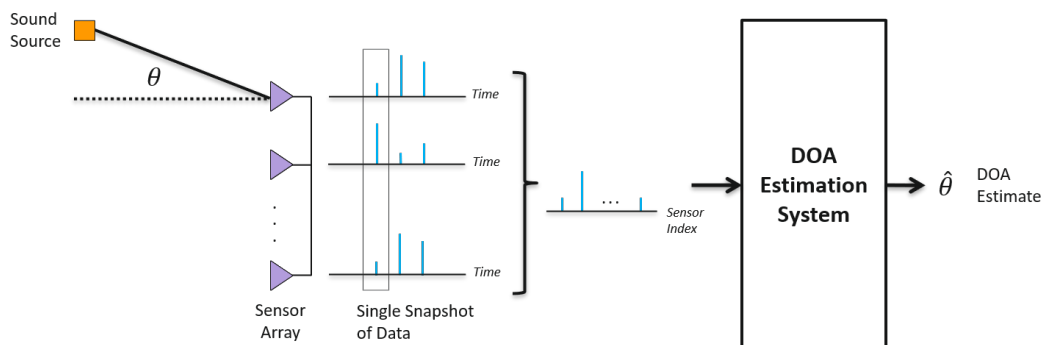 Sound
Source
θ
Time
Time
Time
Sensor
Array
Single Snapshot
of Data
...
Sensor
Index
DOA
Estimation
System
θ̂
DOA
Estimate